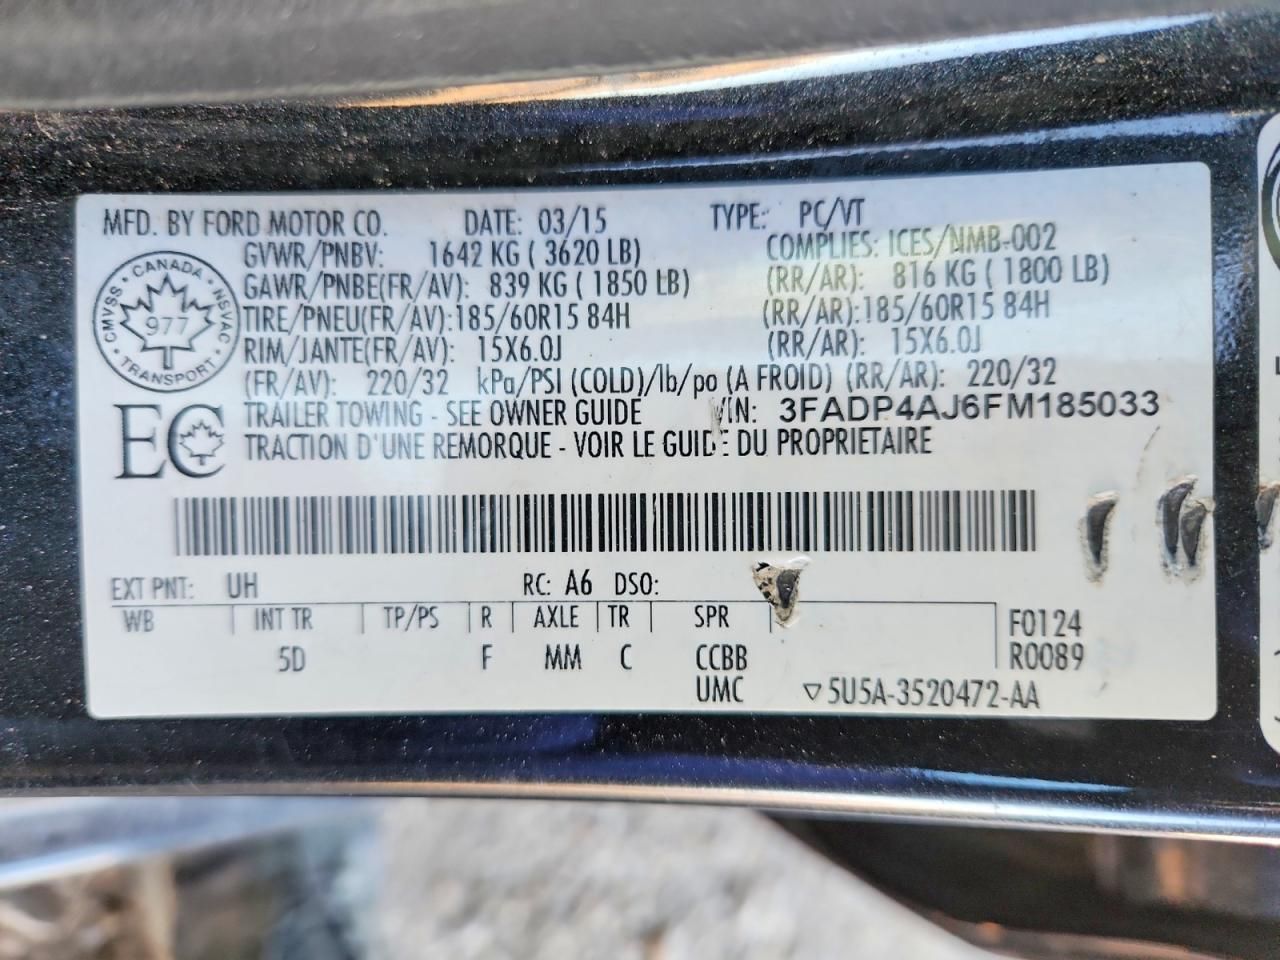 MFD. BY FORD MOTOR CO. DATE: 03/15 TYPE: PC/VT
GVWR/PNBV: 1642 KG ( 3620 LB) COMPLIES: ICES/NMB-002
GAWR/PNBE(FR/AV): 839 KG ( 1850 LB) (RR/AR): 816 KG ( 1800 LB)
TIRE/PNEU(FR/AV):185/60R15 84H (RR/AR):185/60R15 84H
RIM/JANTE(FR/AV): 15X6.0J (RR/AR): 15X6.0J
(FR/AV): 220/32 kPa/PSI (COLD)/lb/po (A FROID) (RR/AR): 220/32
TRAILER TOWING - SEE OWNER GUIDE VIN: 3FADP4AJ6FM185033
TRACTION D'UNE REMORQUE - VOIR LE GUIDE DU PROPRIETAIRE
CANADA
CMVSS 977 NSVAC
TRANSPORT
EC
EXT PNT: UH RC: A6 DSO:
WB INT TR TP/PS R AXLE TR SPR F0124
5D F MM C CCBB R0089
UMC ▽5U5A-3520472-AA